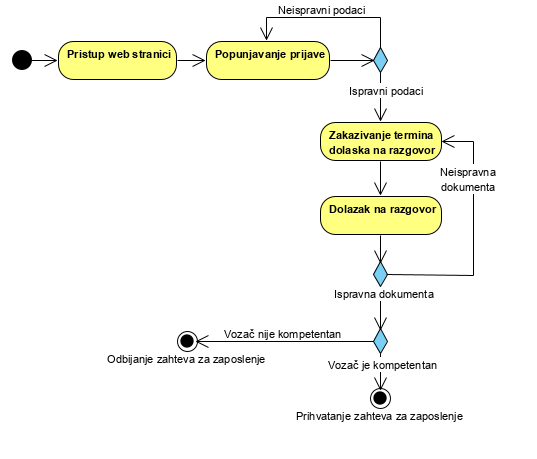 Neispravni podaci
Pristup web stranici
Popunjavanje prijave
Ispravni podaci
Zakazivanje termina
dolaska na razgovor
Neispravna
dokumenta
Dolazak na razgovor
Ispravna dokumenta
Vozač nije kompetentan
Odbijanje zahteva za zaposlenje
Vozač je kompetentan
Prihvatanje zahteva za zaposlenje